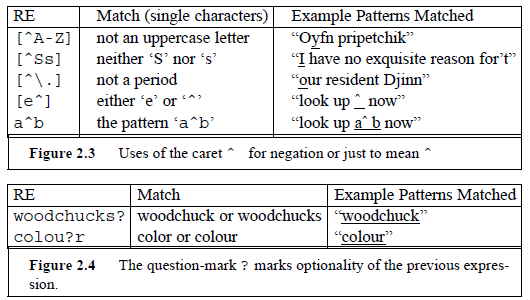 RE Match (single characters) Example Patterns Matched
[^A-Z] not an uppercase letter “Oyfn pripetchik”
[^Ss] neither ‘S’ nor ‘s’ “I have no exquisite reason for’t”
[^\.] not a period “our resident Djinn”
[e^] either ‘e’ or ‘^’ “look up ^ now”
a^b the pattern ‘a^b’ “look up a^ b now”
Figure 2.3 Uses of the caret ^ for negation or just to mean ^
RE Match Example Patterns Matched
woodchucks? woodchuck or woodchucks “woodchuck”
colou?r color or colour “colour”
Figure 2.4 The question-mark ? marks optionality of the previous expres-
sion.